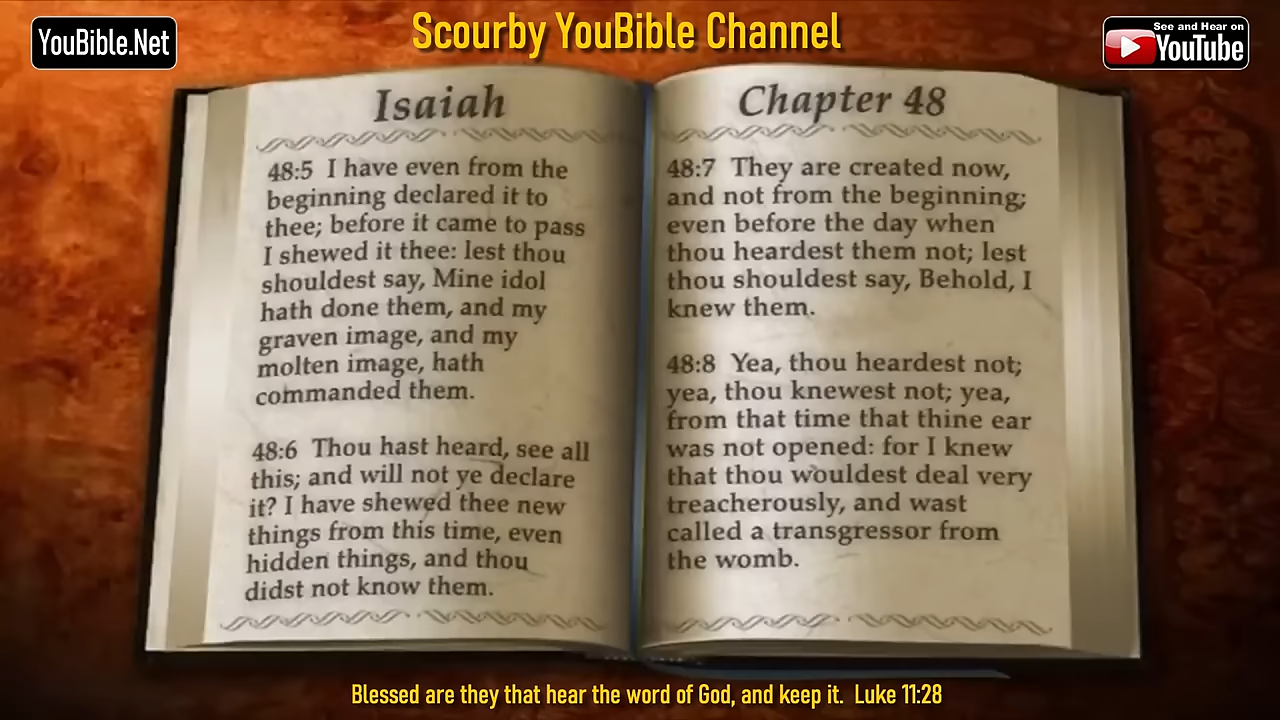 YouBible.Net
Scourby YouBible Channel
See and Hear on
YouTube
Isaiah
48:5 I have even from the
beginning declared it to
thee; before it came to pass
I shewed it thee: lest thou
shouldest say, Mine idol
hath done them, and my
graven image, and my
molten image, hath
commanded them.
48:6 Thou hast heard, see all
this; and will not ye declare
it? I have shewed thee new
things from this time, even
hidden things, and thou
didst not know them.
Chapter 48
48:7 They are created now,
and not from the beginning;
even before the day when
thou heardest them not; lest
thou shouldest say, Behold, I
knew them.
48:8 Yea, thou heardest not;
yea, thou knewest not; yea,
from that time that thine ear
was not opened: for I knew
that thou wouldest deal very
treacherously, and wast
called a transgressor from
the womb.
Blessed are they that hear the word of God, and keep it. Luke 11:28